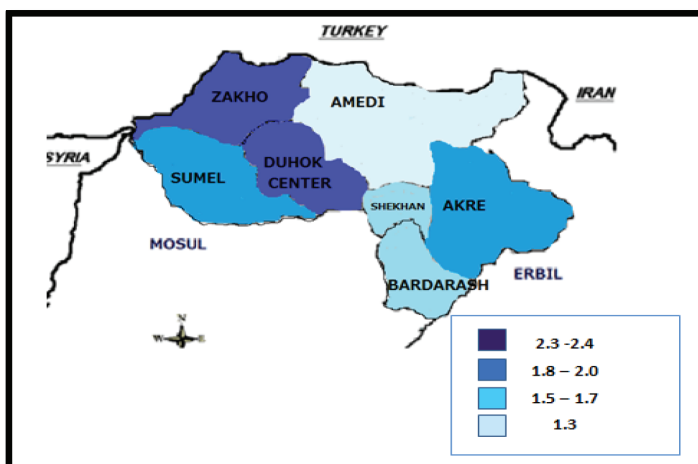 TURKEY
IRAN
ZAKHO
AMEDI
SYRIA
DUHOK
CENTER
SUMEL
SHEKHAN
AKRE
MOSUL
ERBIL
BARDARASH
N
W E
S
2.3 -2.4
1.8 – 2.0
1.5 – 1.7
1.3